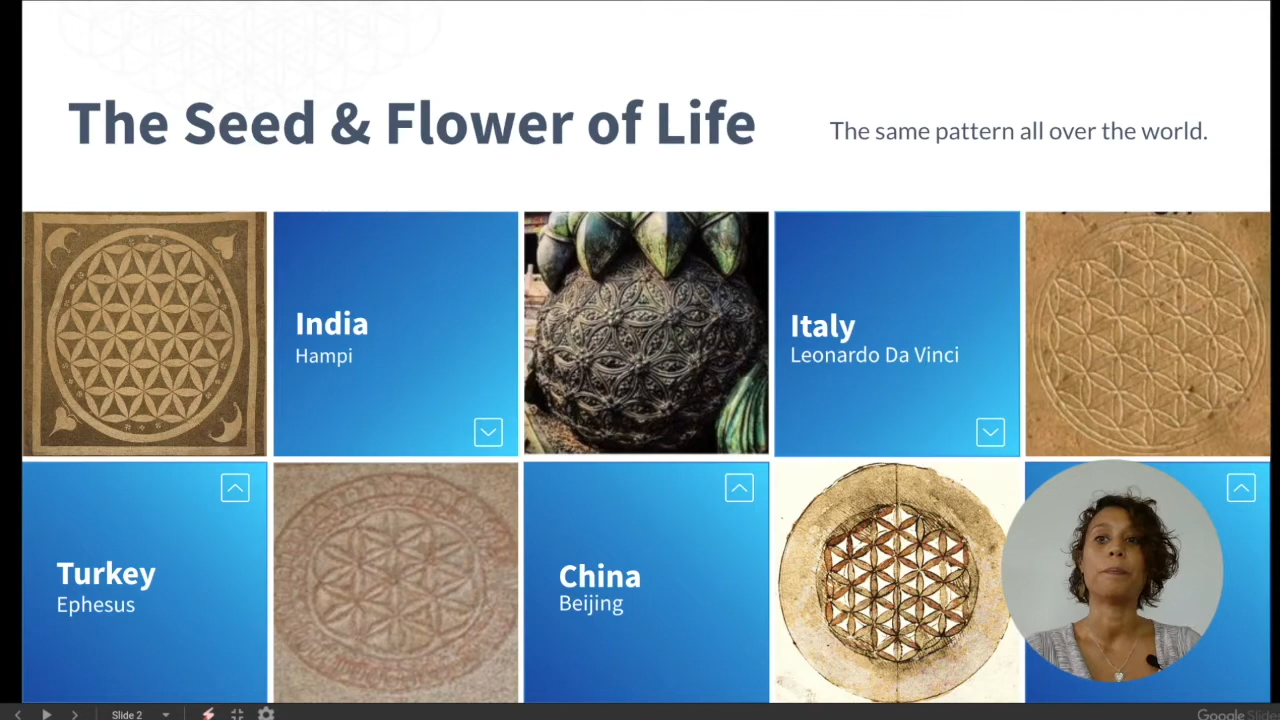 The Seed & Flower of Life
The same pattern all over the world.
India
Hampi
Italy
Leonardo Da Vinci
Turkey
Ephesus
China
Beijing
Slide 2
Google Slide